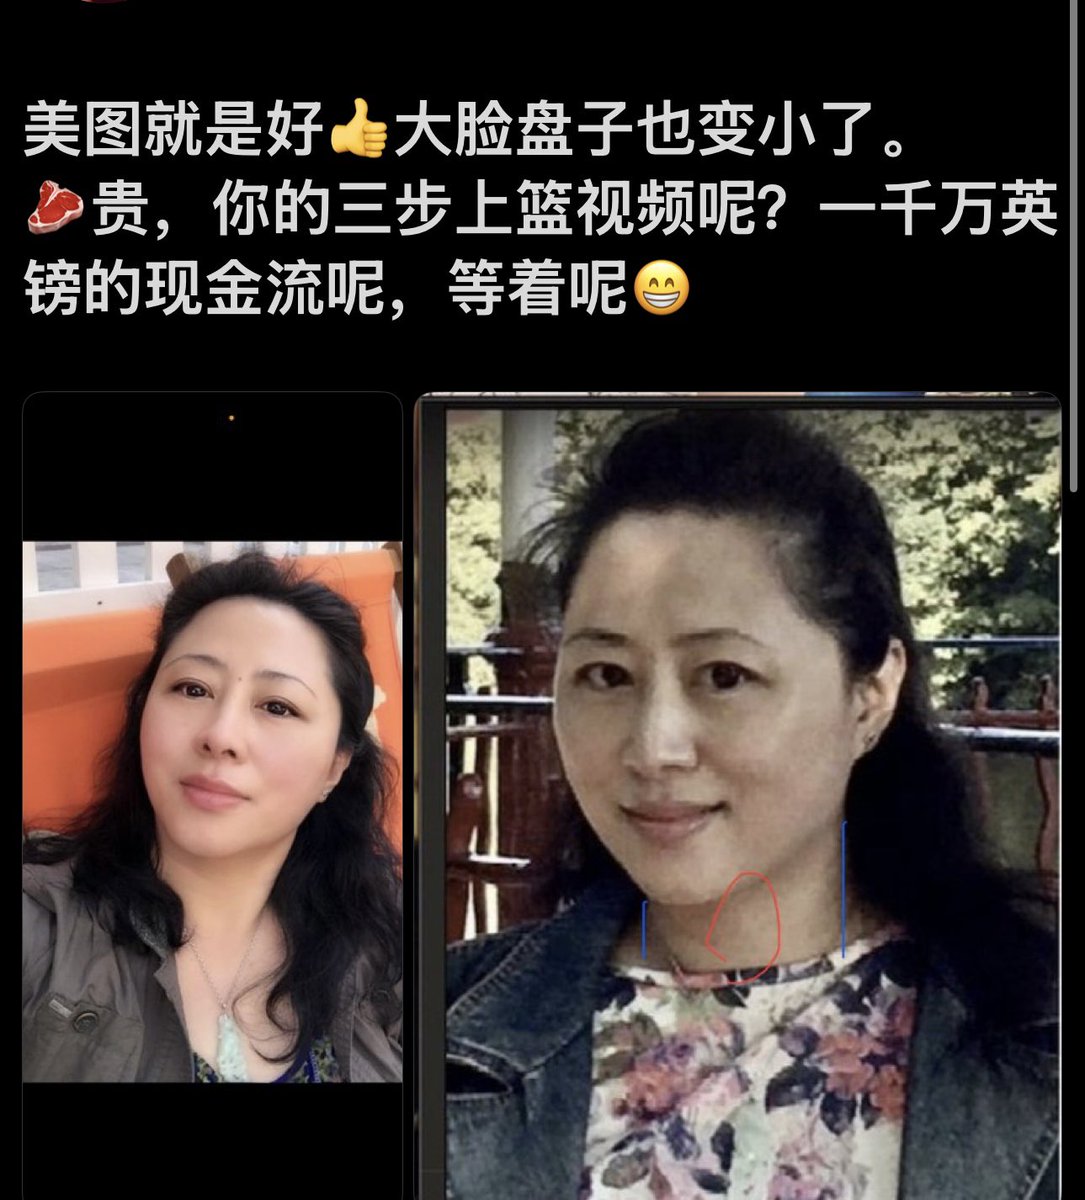 美图就是好👍大脸盘子也变小了。
🥩贵，你的三步上篮视频呢？一千万英
镑的现金流呢，等着呢😁